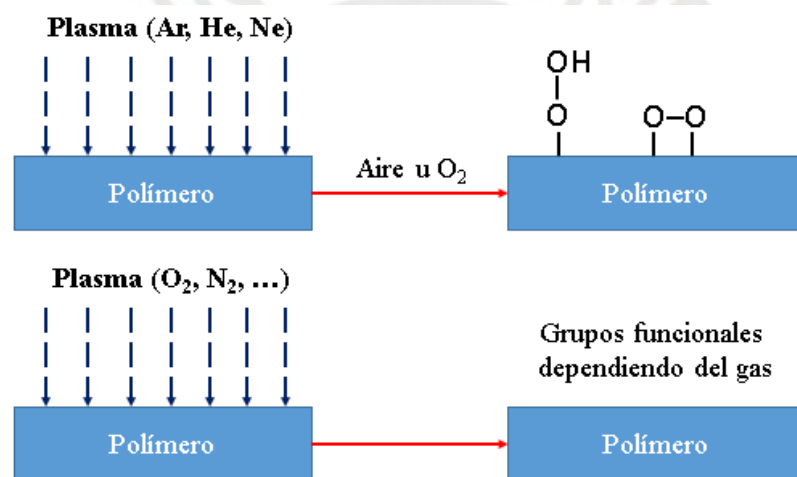 Plasma (Ar, He, Ne)
OH
O
O–O
Polímero
Aire u O₂
Polímero
Plasma (O₂, N₂, ...)
Grupos funcionales
dependiendo del gas
Polímero
Polímero